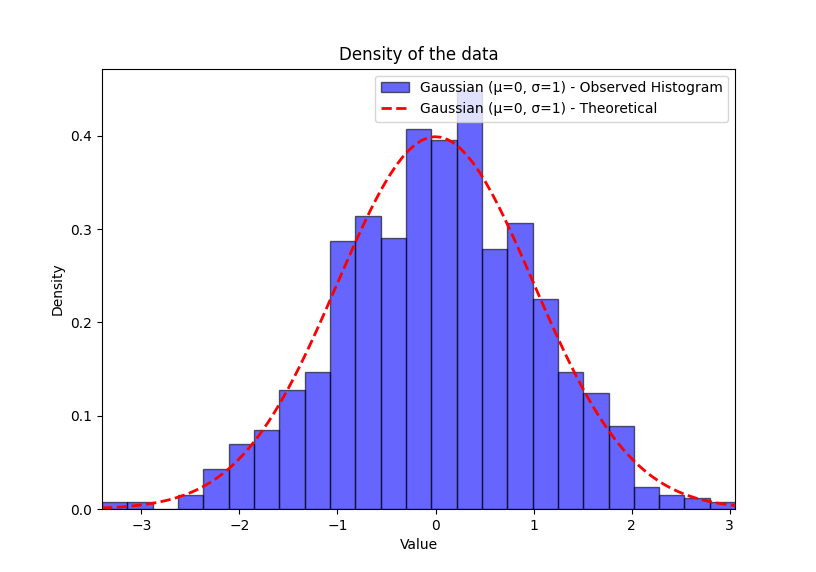 Density of the data
Gaussian (μ=0, σ=1) - Observed Histogram
Gaussian (μ=0, σ=1) - Theoretical
Density
0.4
0.3
0.2
0.1
0.0
−3 −2 −1 0 1 2 3
Value